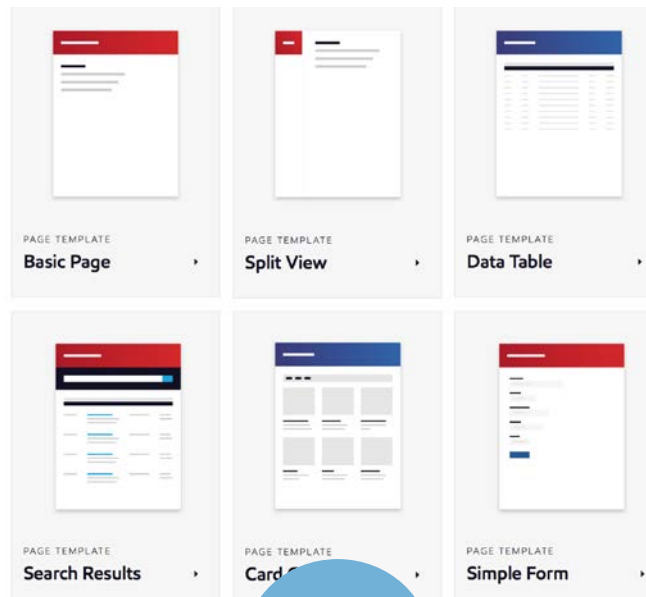 PAGE TEMPLATE
Basic Page
PAGE TEMPLATE
Split View
PAGE TEMPLATE
Data Table
PAGE TEMPLATE
Search Results
PAGE TEMPLATE
Card
PAGE TEMPLATE
Simple Form